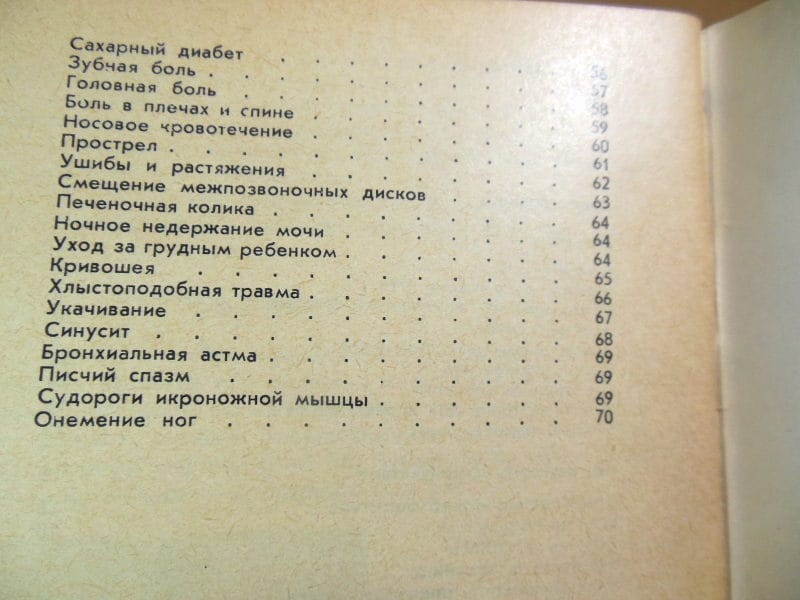 Сахарный диабет . . . . . . . . . 56
Зубная боль . . . . . . . . . . . 57
Головная боль . . . . . . . . . . 58
Боль в плечах и спине . . . . . . . 59
Носовое кровотечение . . . . . . . 60
Прострел . . . . . . . . . . . . 61
Ушибы и растяжения . . . . . . . 62
Смещение межпозвоночных дисков . . . . 63
Печеночная колика . . . . . . . . 64
Ночное недержание мочи . . . . . . 64
Уход за грудным ребенком . . . . . . 64
Кривошея . . . . . . . . . . . 65
Хлыстоподобная травма . . . . . . . 66
Укачивание . . . . . . . . . . . 67
Синусит . . . . . . . . . . . . 68
Бронхиальная астма . . . . . . . . 69
Писчий спазм . . . . . . . . . . 69
Судороги икроножной мышцы . . . . . 69
Онемение ног . . . . . . . . . . 70